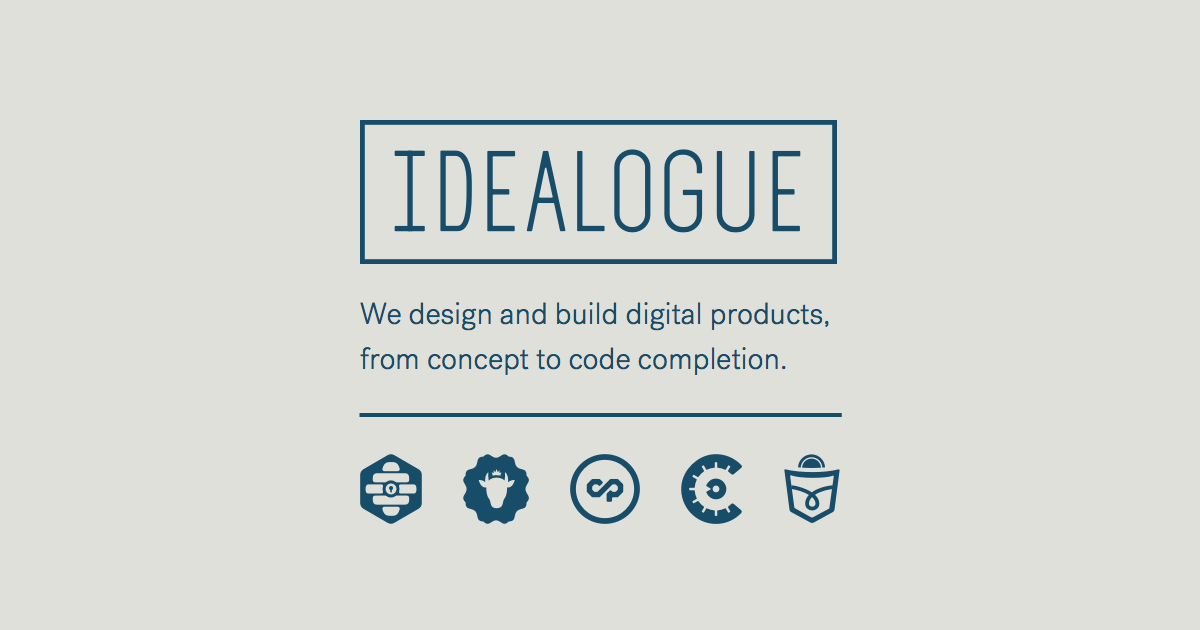 IDEALOGUE
We design and build digital products,
from concept to code completion.